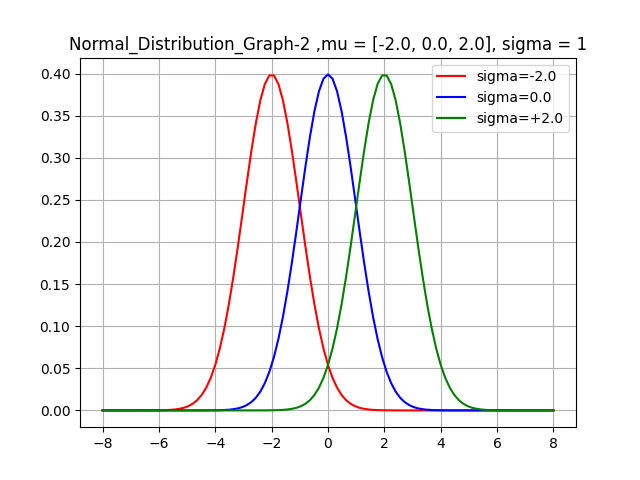 Normal_Distribution_Graph-2 ,mu = [-2.0, 0.0, 2.0], sigma = 1
sigma=-2.0
sigma=0.0
sigma=+2.0
0.40
0.35
0.30
0.25
0.20
0.15
0.10
0.05
0.00
−8 −6 −4 −2 0 2 4 6 8